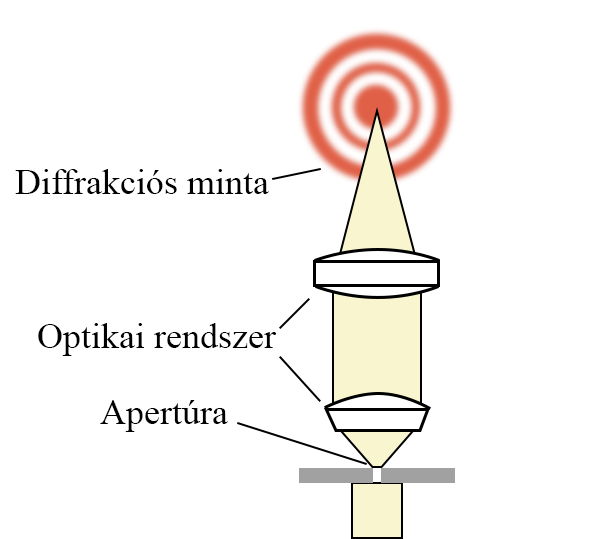 Diffrakciós minta
Optikai rendszer
Apertúra